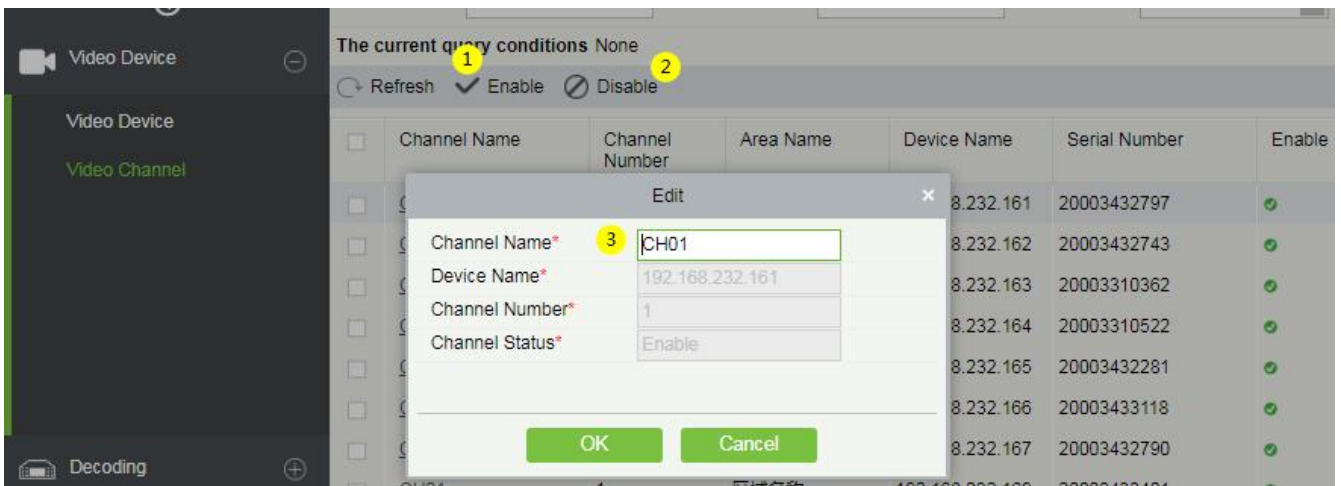 Video Device
The current query conditions None
1
2
Refresh Enable Disable
Video Device
Video Channel
Channel Name Channel Number Area Name Device Name Serial Number Enable
Edit
8.232.161 20003432797
Channel Name* 3 CH01
8.232.162 20003432743
Device Name* 192.168.232.161
8.232.163 20003310362
Channel Number* 1
8.232.164 20003310522
Channel Status* Enable
8.232.165 20003432281
8.232.166 20003433118
OK Cancel
8.232.167 20003432790
Decoding